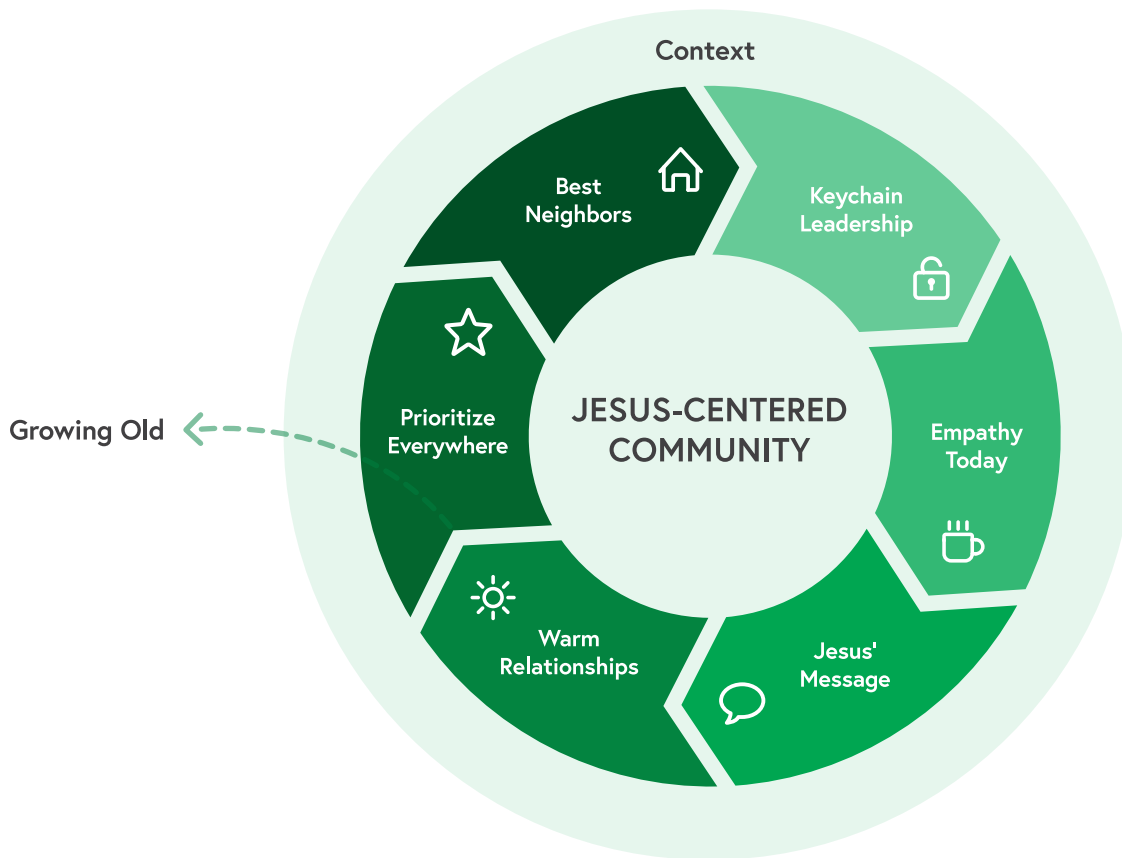 Context
Best
Neighbors
Keychain
Leadership
Prioritize
Everywhere
JESUS-CENTERED
COMMUNITY
Empathy
Today
Growing Old
Warm
Relationships
Jesus'
Message